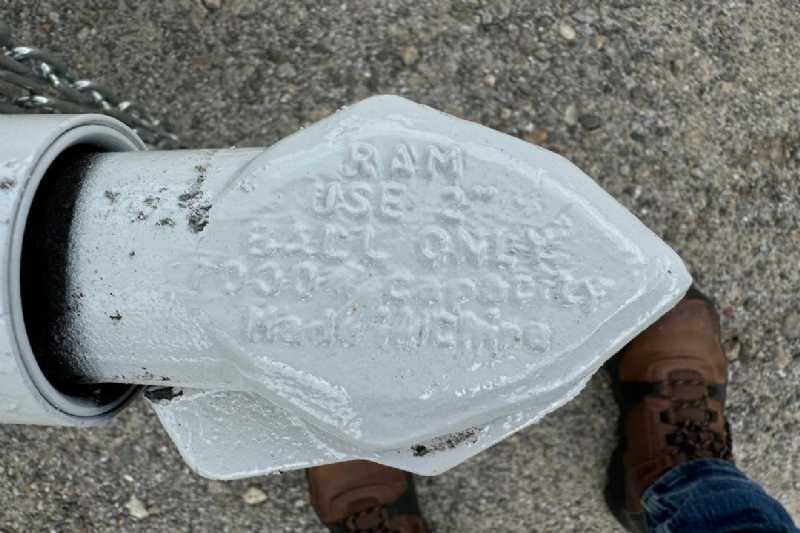 RAM
USE 2"
BALL ONLY
7000# capacity
Made in China